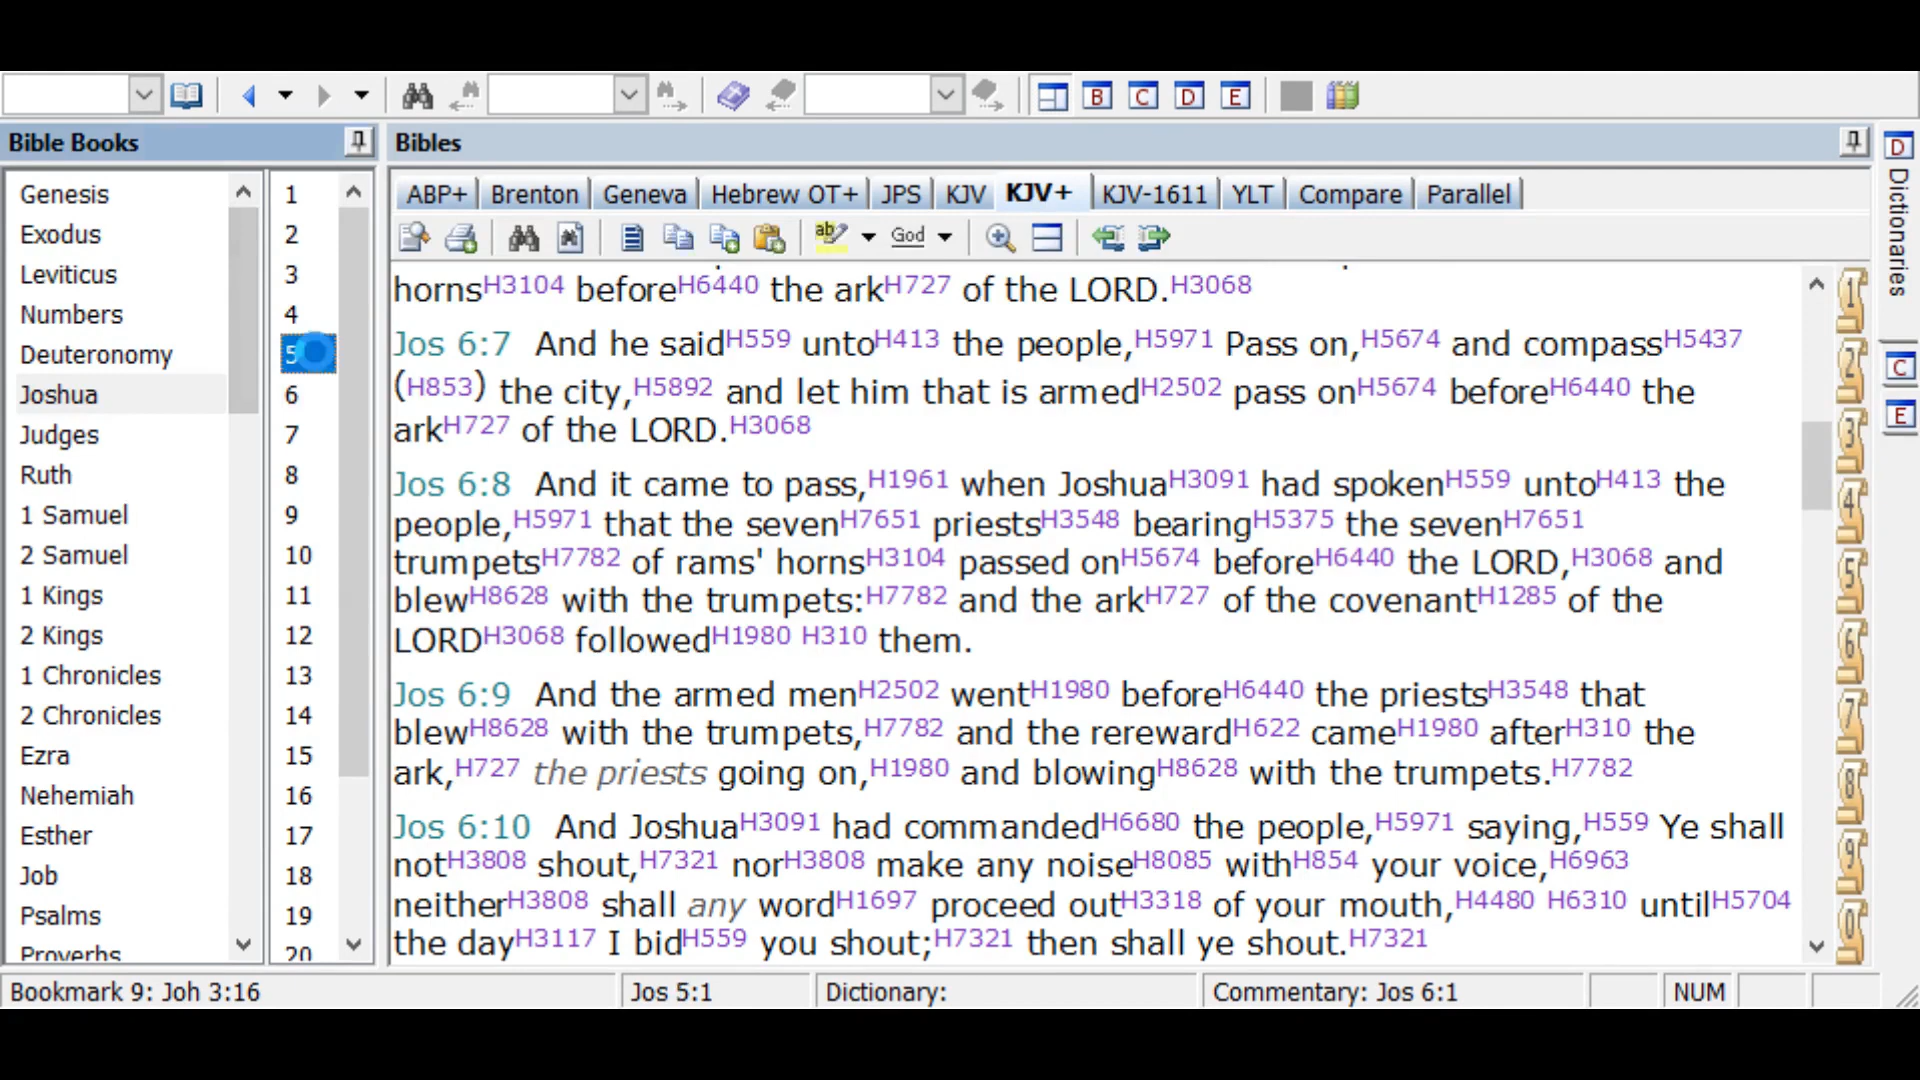 B C D E
Bible Books
Bibles
D
Dictionaries
C
E
Genesis
Exodus
Leviticus
Numbers
Deuteronomy
Joshua
Judges
Ruth
1 Samuel
2 Samuel
1 Kings
2 Kings
1 Chronicles
2 Chronicles
Ezra
Nehemiah
Esther
Job
Psalms
Proverbs
1
2
3
4
5
6
7
8
9
10
11
12
13
14
15
16
17
18
19
20
ABP+ Brenton Geneva Hebrew OT+ JPS KJV KJV+ KJV-1611 YLT Compare Parallel
ab God
hornsH3104 beforeH6440 the arkH727 of the LORD.H3068
Jos 6:7 And he saidH559 untoH413 the people,H5971 Pass on,H5674 and compassH5437
(H853) the city,H5892 and let him that is armedH2502 pass onH5674 beforeH6440 the
arkH727 of the LORD.H3068
Jos 6:8 And it came to pass,H1961 when JoshuaH3091 had spokenH559 untoH413 the
people,H5971 that the sevenH7651 priestsH3548 bearingH5375 the sevenH7651
trumpetsH7782 of rams' hornsH3104 passed onH5674 beforeH6440 the LORD,H3068 and
blewH8628 with the trumpets:H7782 and the arkH727 of the covenantH1285 of the
LORDH3068 followedH1980 H310 them.
Jos 6:9 And the armed menH2502 wentH1980 beforeH6440 the priestsH3548 that
blewH8628 with the trumpets,H7782 and the rerewardH622 cameH1980 afterH310 the
ark,H727 the priests going on,H1980 and blowingH8628 with the trumpets.H7782
Jos 6:10 And JoshuaH3091 had commandedH6680 the people,H5971 saying,H559 Ye shall
notH3808 shout,H7321 norH3808 make any noiseH8085 withH854 your voice,H6963
neitherH3808 shall any wordH1697 proceed outH3318 of your mouth,H4480 H6310 untilH5704
the dayH3117 I bidH559 you shout;H7321 then shall ye shout.H7321
1
2
3
4
5
6
7
8
9
0
Bookmark 9: Joh 3:16 Jos 5:1 Dictionary: Commentary: Jos 6:1 NUM